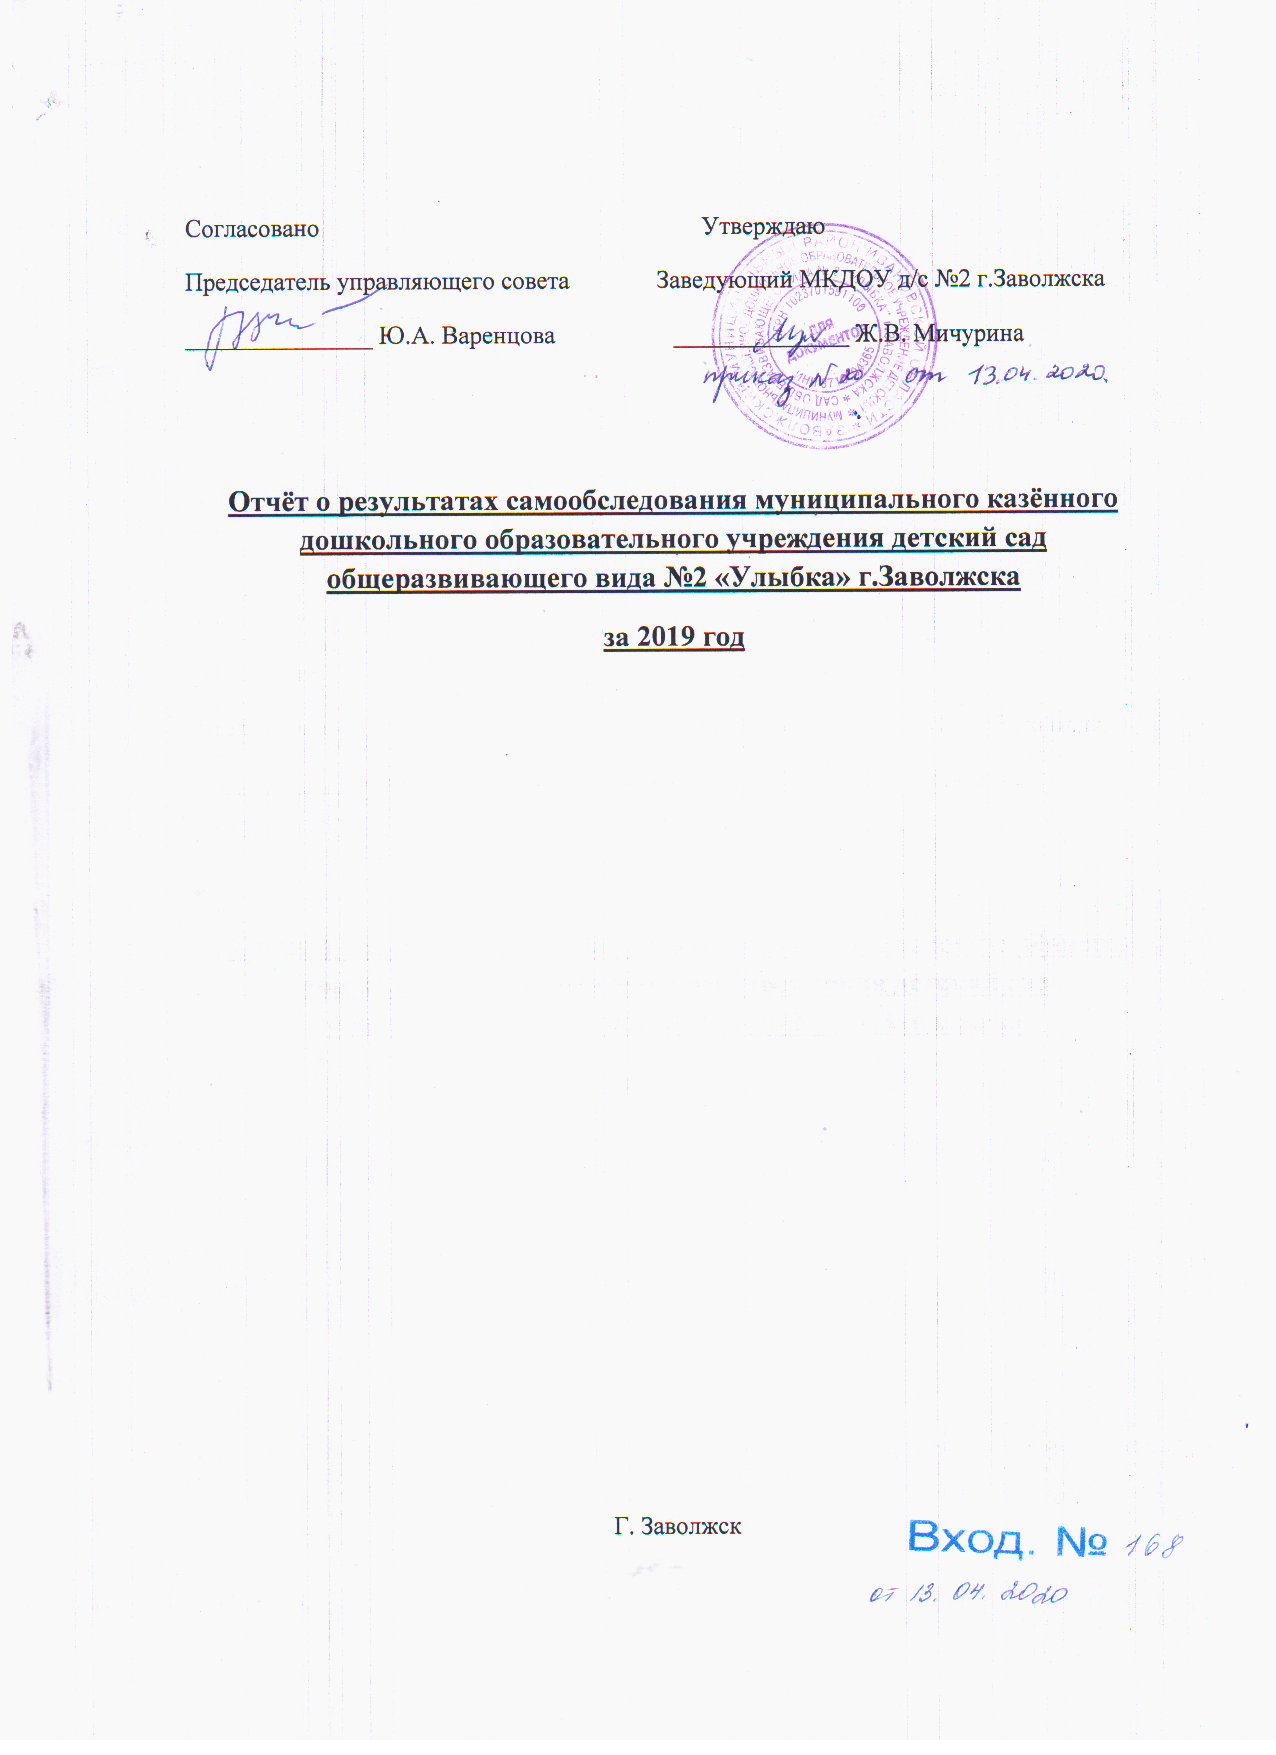 Согласовано
Утверждаю
Председатель управляющего совета
Заведующий МКДОУ д/с №2 г.Заволжска
Ю.А. Варенцова
Ж.В. Мичурина
приказ №20 от 13.04.2020.
ДЛЯ
ДОКУМЕНТОВ
Отчёт о результатах самообследования муниципального казённого
дошкольного образовательного учреждения детский сад
общеразвивающего вида №2 «Улыбка» г.Заволжска
за 2019 год
Г. Заволжск
Вход. № 168
от 13. 04. 2020